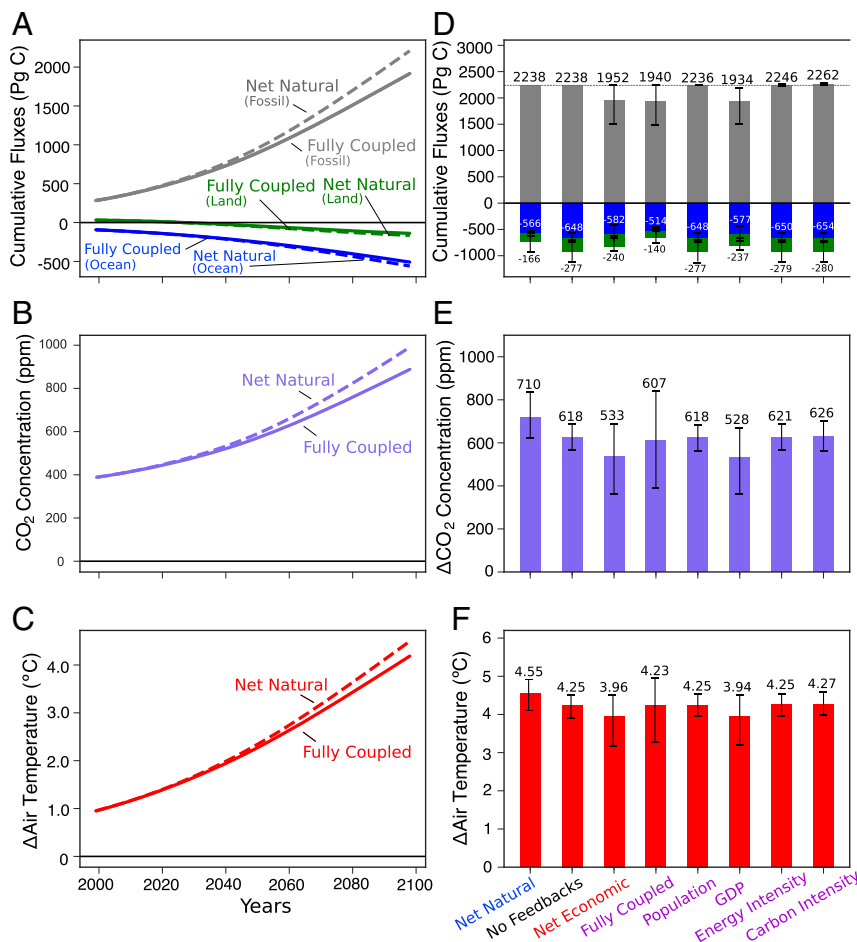 A
Cumulative Fluxes (Pg C)
2000
1500
1000
500
0
-500
Net Natural
(Fossil)
Fully Coupled
(Fossil)
Fully Coupled
(Land)
Net Natural
(Land)
Fully Coupled
(Ocean)
Net Natural
(Ocean)
B
CO2 Concentration (ppm)
1000
800
600
400
200
0
Net Natural
Fully Coupled
C
ΔAir Temperature (°C)
4.0
3.0
2.0
1.0
0
Net Natural
Fully Coupled
2000 2020 2040 2060 2080 2100
Years
D
Cumulative Fluxes (Pg C)
3000
2500
2000
1500
1000
500
0
-500
-1000
2238 2238 1952 1940 2236 1934 2246 2262
-566 -648 -582 -514 -648 -577 -650 -654
-166 -277 -240 -140 -277 -237 -279 -280
E
ΔCO2 Concentration (ppm)
1000
800
600
400
200
0
710 618 533 607 618 528 621 626
F
ΔAir Temperature (°C)
6
5
4
3
2
1
0
4.55 4.25 3.96 4.23 4.25 3.94 4.25 4.27
Net Natural
No Feedbacks
Net Economic
Fully Coupled
Population
GDP
Energy Intensity
Carbon Intensity